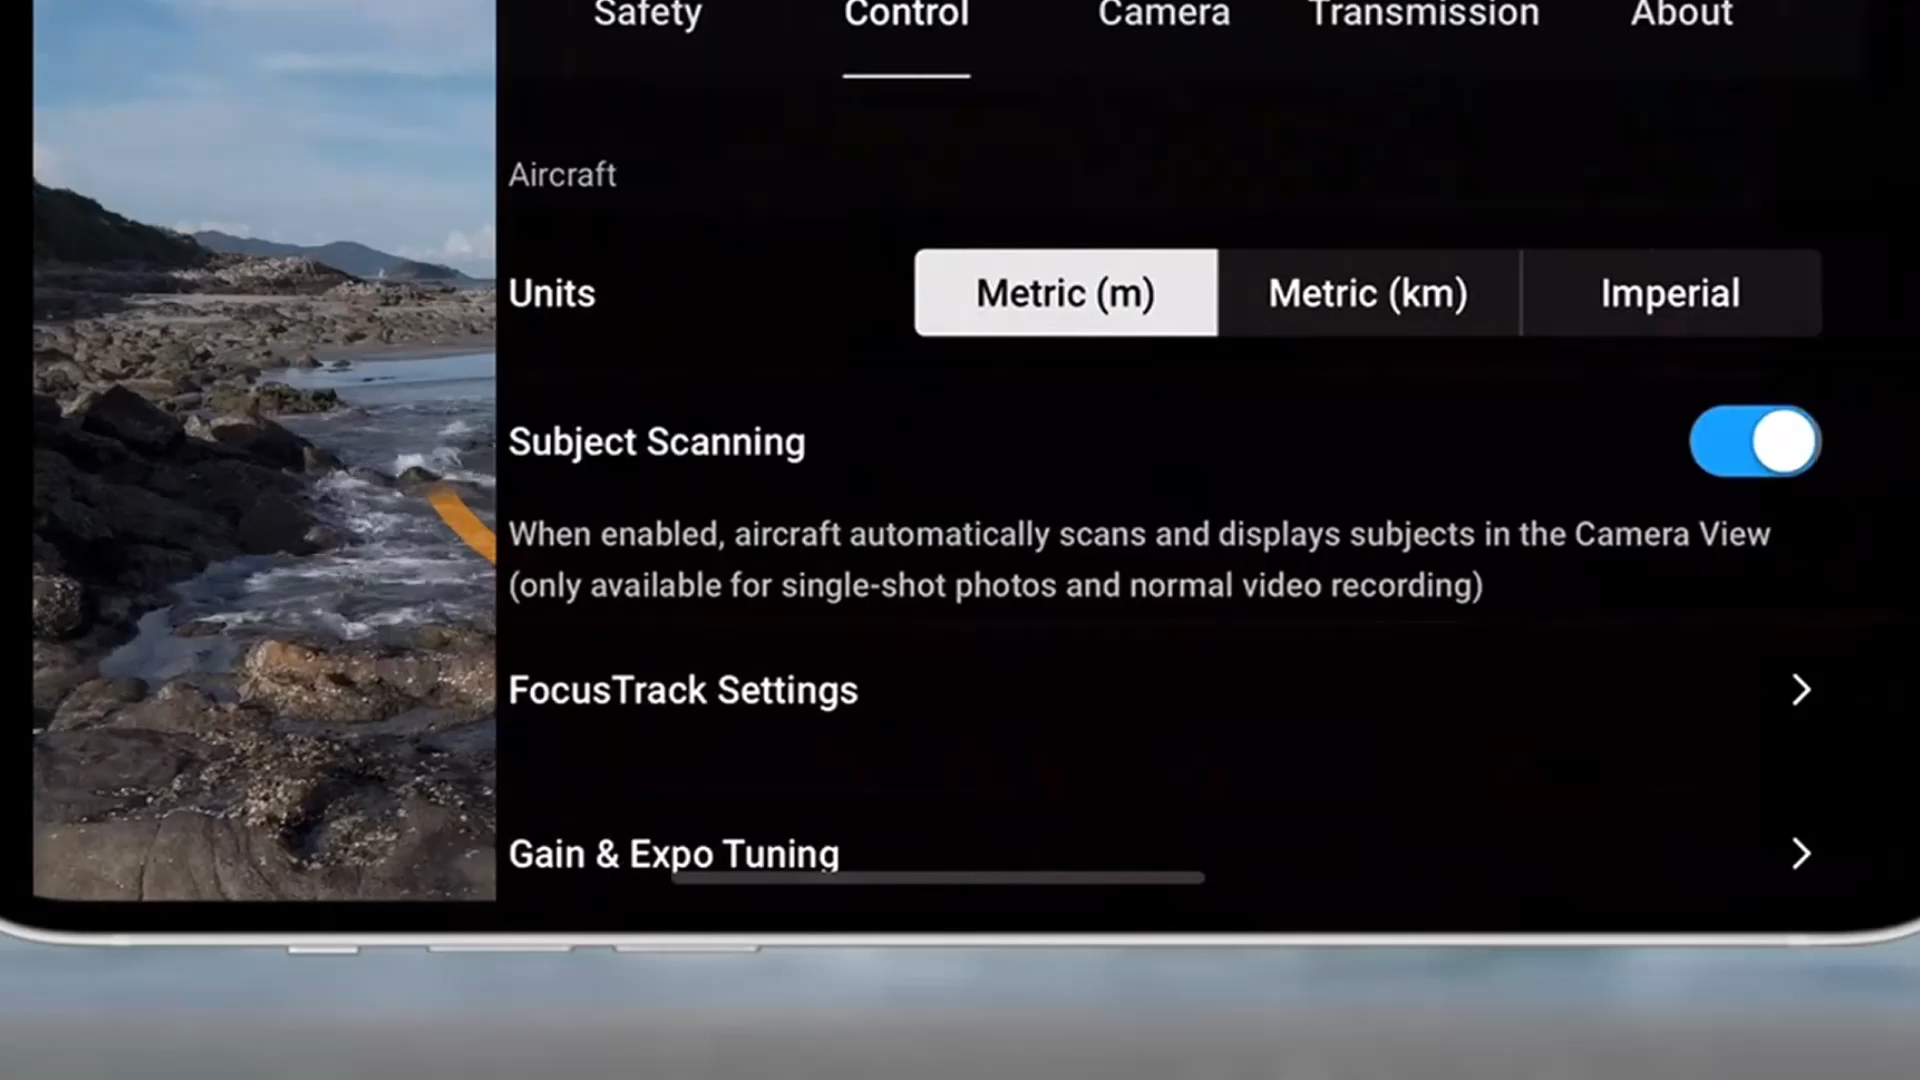 Safety Control Camera Transmission About
Aircraft
Units Metric (m) Metric (km) Imperial
Subject Scanning
When enabled, aircraft automatically scans and displays subjects in the Camera View
(only available for single-shot photos and normal video recording)
FocusTrack Settings
Gain & Expo Tuning